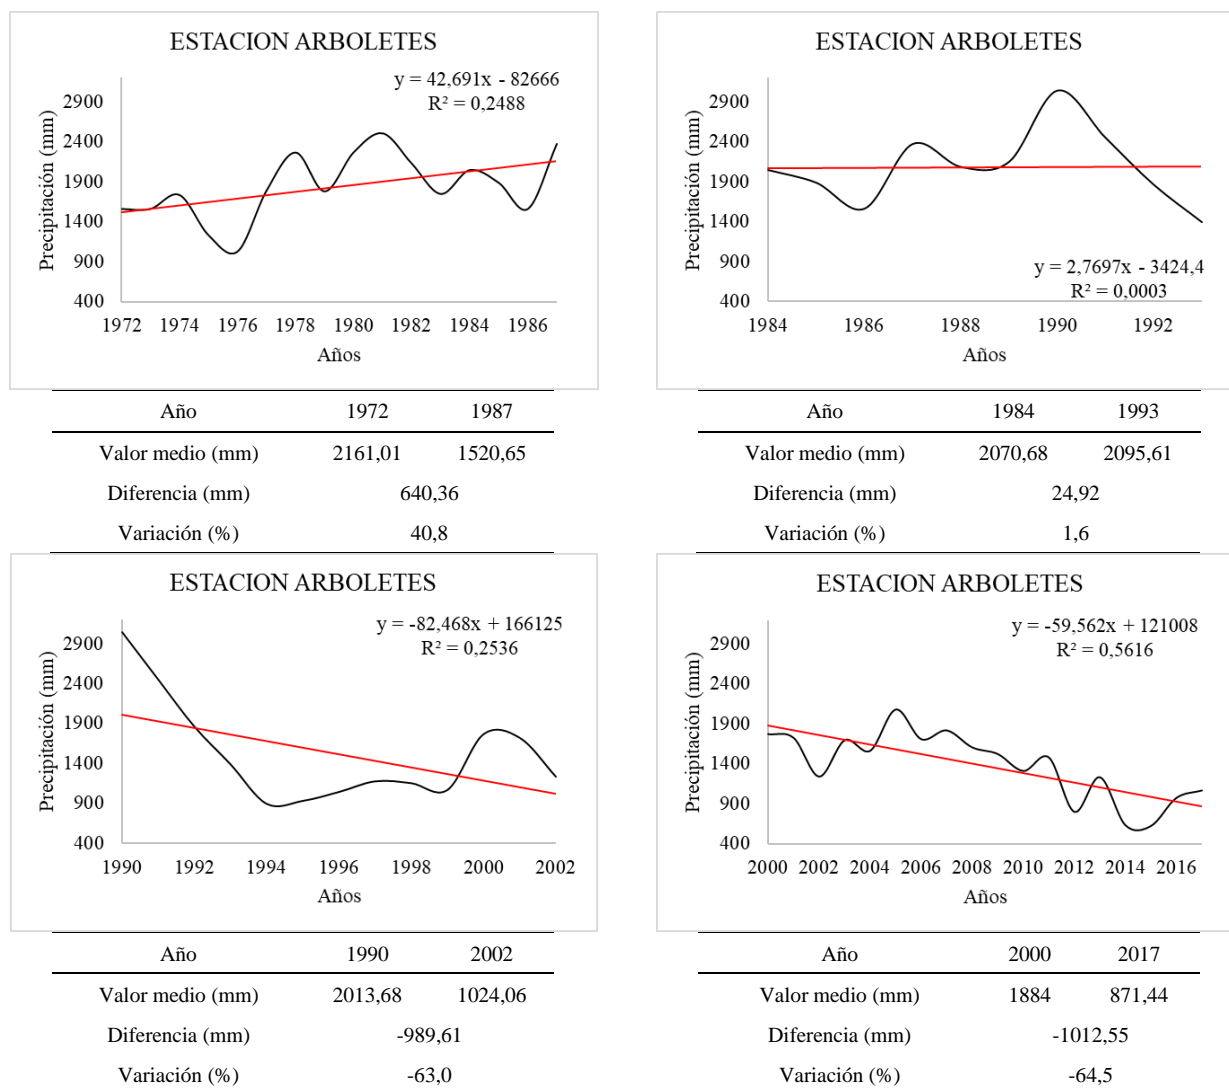 ESTACION ARBOLETES
y = 42,691x - 82666
R² = 0,2488
Precipitación (mm)
2900
2400
1900
1400
900
400
1972 1974 1976 1978 1980 1982 1984 1986
Años
Año 1972 1987
Valor medio (mm) 2161,01 1520,65
Diferencia (mm) 640,36
Variación (%) 40,8
ESTACION ARBOLETES
Precipitación (mm)
2900
2400
1900
1400
900
400
y = 2,7697x - 3424,4
R² = 0,0003
1984 1986 1988 1990 1992
Años
Año 1984 1993
Valor medio (mm) 2070,68 2095,61
Diferencia (mm) 24,92
Variación (%) 1,6
ESTACION ARBOLETES
y = -82,468x + 166125
R² = 0,2536
Precipitación (mm)
2900
2400
1900
1400
900
400
1990 1992 1994 1996 1998 2000 2002
Años
Año 1990 2002
Valor medio (mm) 2013,68 1024,06
Diferencia (mm) -989,61
Variación (%) -63,0
ESTACION ARBOLETES
y = -59,562x + 121008
R² = 0,5616
Precipitación (mm)
2900
2400
1900
1400
900
400
2000 2002 2004 2006 2008 2010 2012 2014 2016
Años
Año 2000 2017
Valor medio (mm) 1884 871,44
Diferencia (mm) -1012,55
Variación (%) -64,5